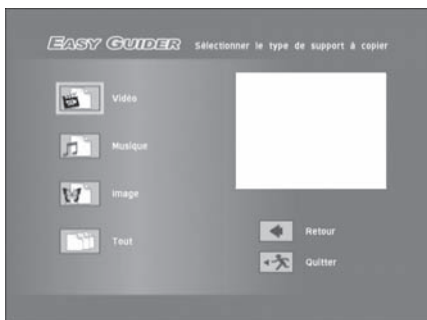 EASY GUIDER Sélectionner le type de support à copier
Vidéo
Musique
Image
Tout
Retour
Quitter